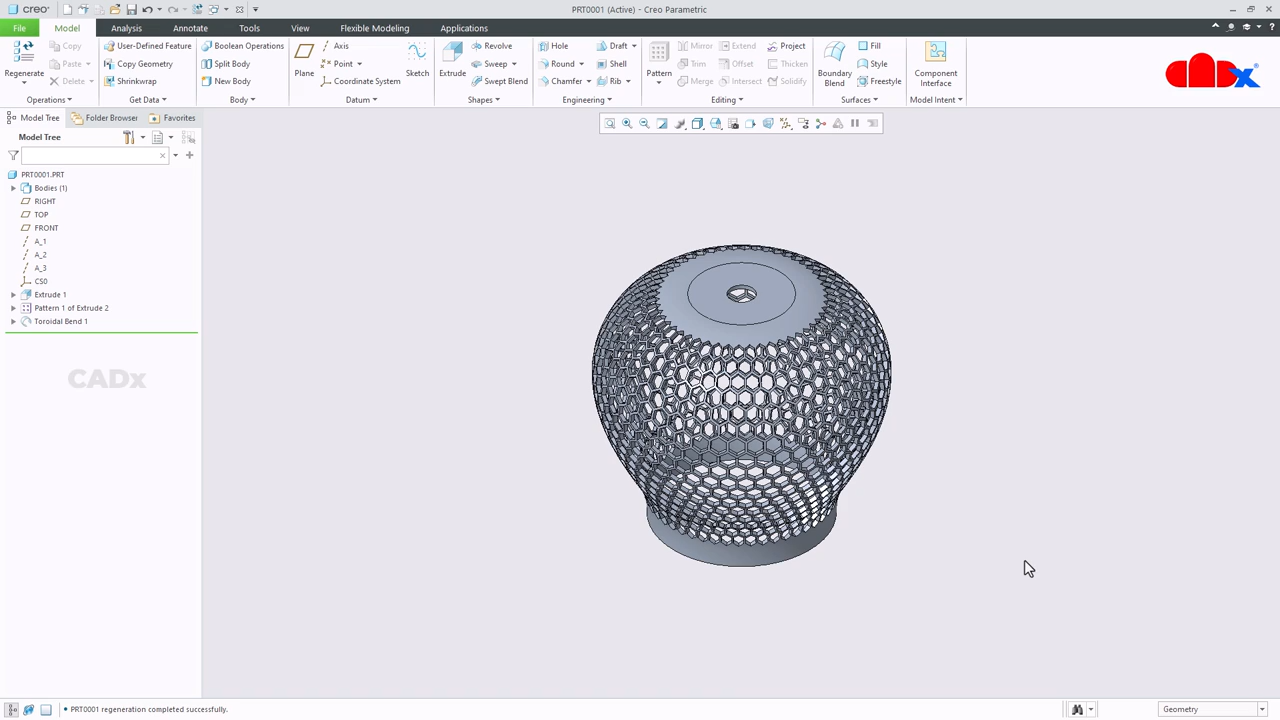 creo®
PRT0001 (Active) - Creo Parametric
File
Model
Analysis
Annotate
Tools
View
Flexible Modeling
Applications
Regenerate
Copy
Paste
Delete
Operations
User-Defined Feature
Copy Geometry
Shrinkwrap
Get Data
Boolean Operations
Split Body
New Body
Body
Plane
Axis
Point
Coordinate System
Sketch
Datum
Extrude
Revolve
Sweep
Swept Blend
Shapes
Hole
Round
Chamfer
Draft
Shell
Rib
Engineering
Pattern
Mirror
Trim
Merge
Extend
Offset
Intersect
Project
Thicken
Solidify
Editing
Boundary
Blend
Fill
Style
Freestyle
Surfaces
Component
Interface
Model Intent
CADx®
Model Tree
Folder Browser
Favorites
Model Tree
PRT0001.PRT
Bodies (1)
RIGHT
TOP
FRONT
A_1
A_2
A_3
CS0
Extrude 1
Pattern 1 of Extrude 2
Toroidal Bend 1
CADx
• PRT0001 regeneration completed successfully.
Geometry